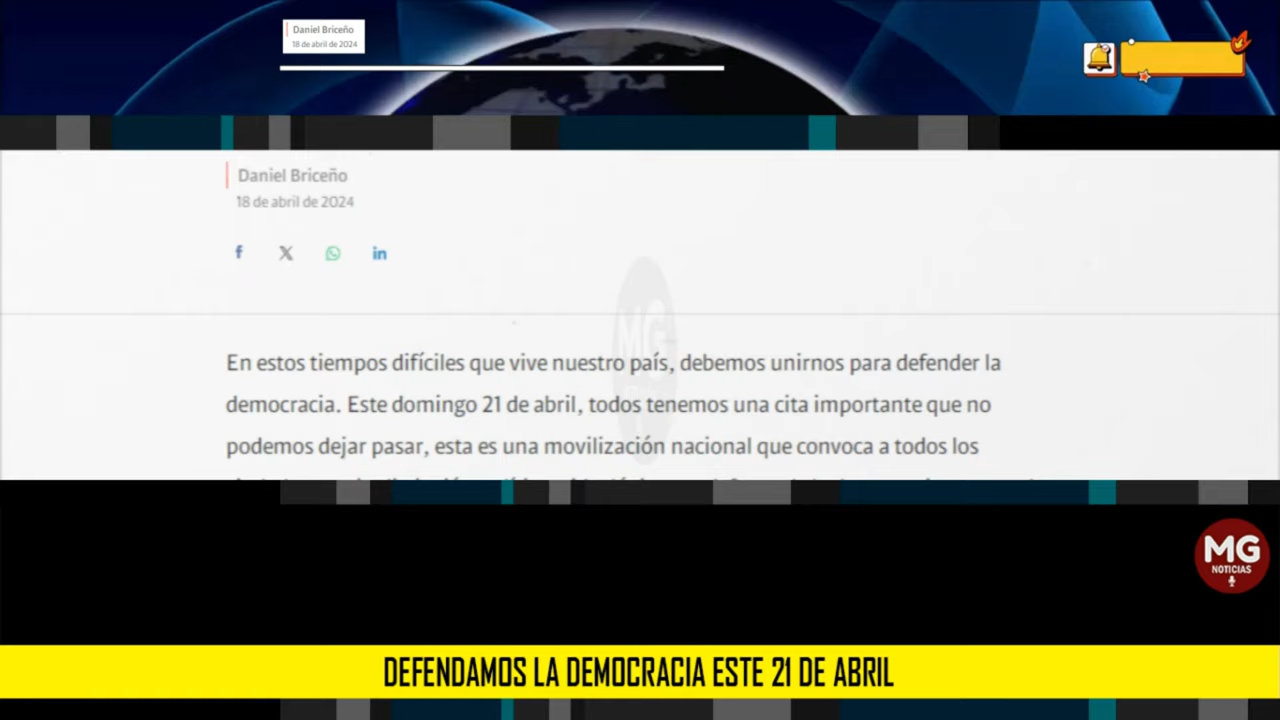 Daniel Briceño
18 de abril de 2024
Daniel Briceño
18 de abril de 2024
En estos tiempos difíciles que vive nuestro país, debemos unirnos para defender la
democracia. Este domingo 21 de abril, todos tenemos una cita importante que no
podemos dejar pasar, esta es una movilización nacional que convoca a todos los
MG
MG
NOTICIAS
DEFENDAMOS LA DEMOCRACIA ESTE 21 DE ABRIL